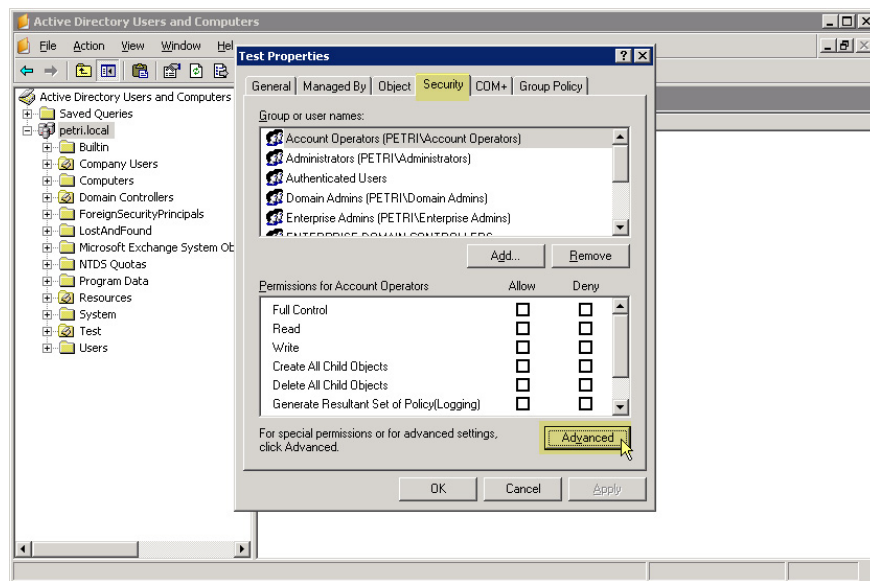 Active Directory Users and Computers
File Action View Window Hel
Test Properties
General Managed By Object Security COM+ Group Policy
Active Directory Users and Computers
Saved Queries
petri.local
Builtin
Company Users
Computers
Domain Controllers
ForeignSecurityPrincipals
LostAndFound
Microsoft Exchange System Ob
NTDS Quotas
Program Data
Resources
System
Test
Users
Group or user names:
Account Operators (PETRI\Account Operators)
Administrators (PETRI\Administrators)
Authenticated Users
Domain Admins (PETRI\Domain Admins)
Enterprise Admins (PETRI\Enterprise Admins)
ENTERPRISE DOMAIN CONTROLLERS
Add... Remove
Permissions for Account Operators Allow Deny
Full Control
Read
Write
Create All Child Objects
Delete All Child Objects
Generate Resultant Set of Policy(Logging)
For special permissions or for advanced settings,
click Advanced.
Advanced
OK Cancel Apply